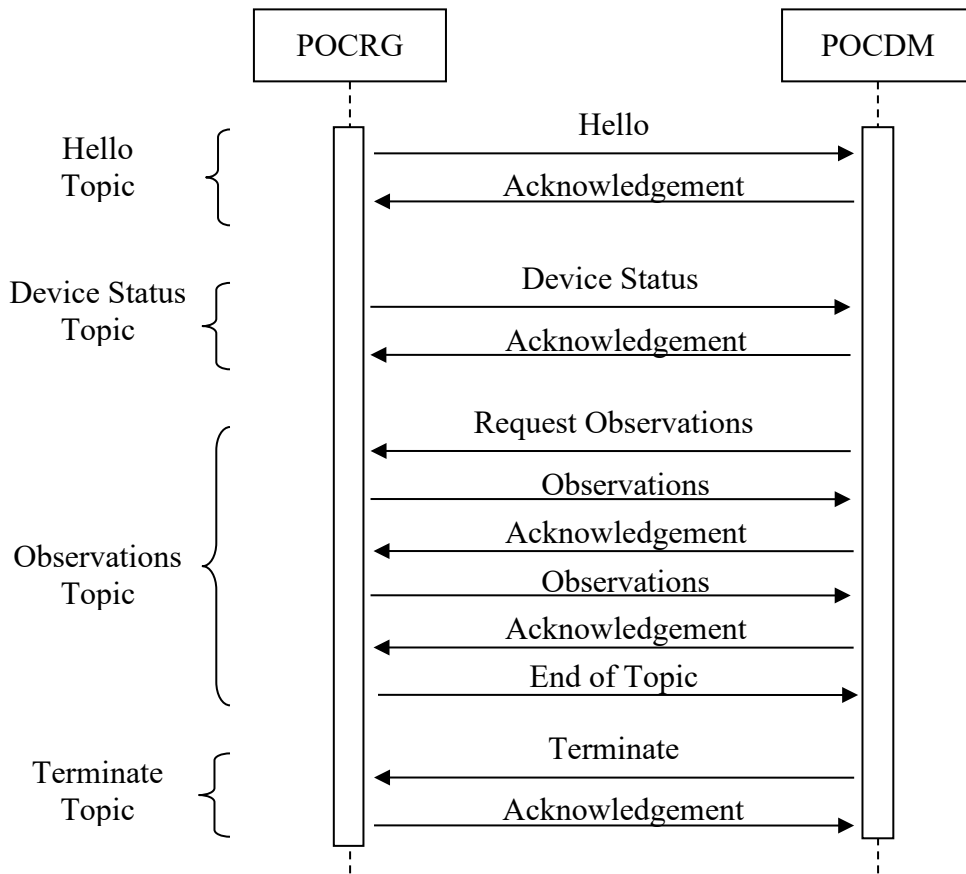 POCRG
POCDM
Hello
Topic
Hello
Acknowledgement
Device Status
Topic
Device Status
Acknowledgement
Observations
Topic
Request Observations
Observations
Acknowledgement
Observations
Acknowledgement
End of Topic
Terminate
Topic
Terminate
Acknowledgement